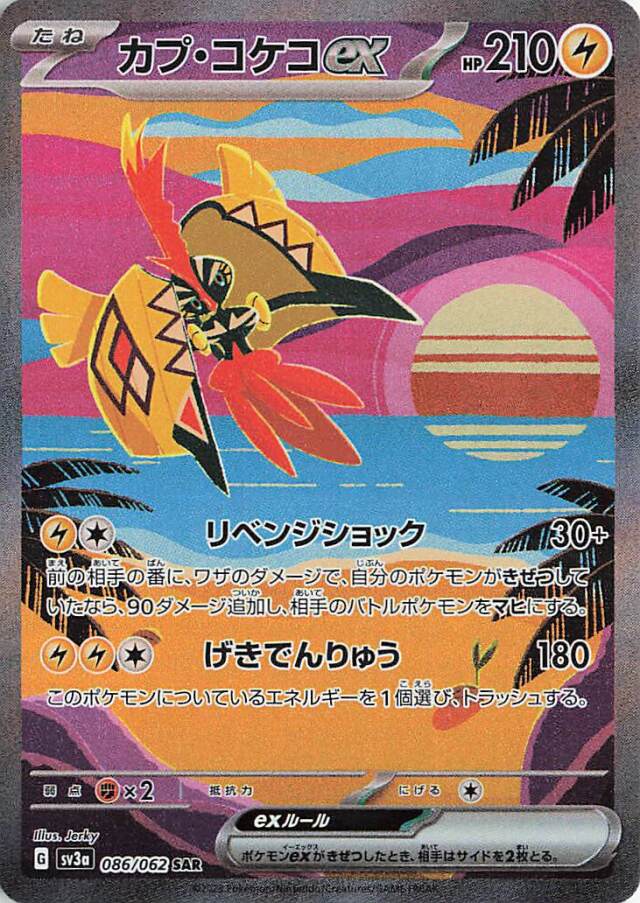 たね カプ・コケコex HP210
リベンジショック 30+
前の相手の番に、ワザのダメージで、自分のポケモンがきぜつして
いたなら、90ダメージ追加し、相手のバトルポケモンをマヒにする。
げきでんりゅう 180
このポケモンについているエネルギーを1個選び、トラッシュする。
弱点 ×2 抵抗力 にげる
exルール
ポケモンexがきぜつしたとき、相手はサイドを2枚とる。
Illus. Jerky
G sv3a 086/062 SAR
©2023 Pokémon/Nintendo/Creatures/GAME FREAK